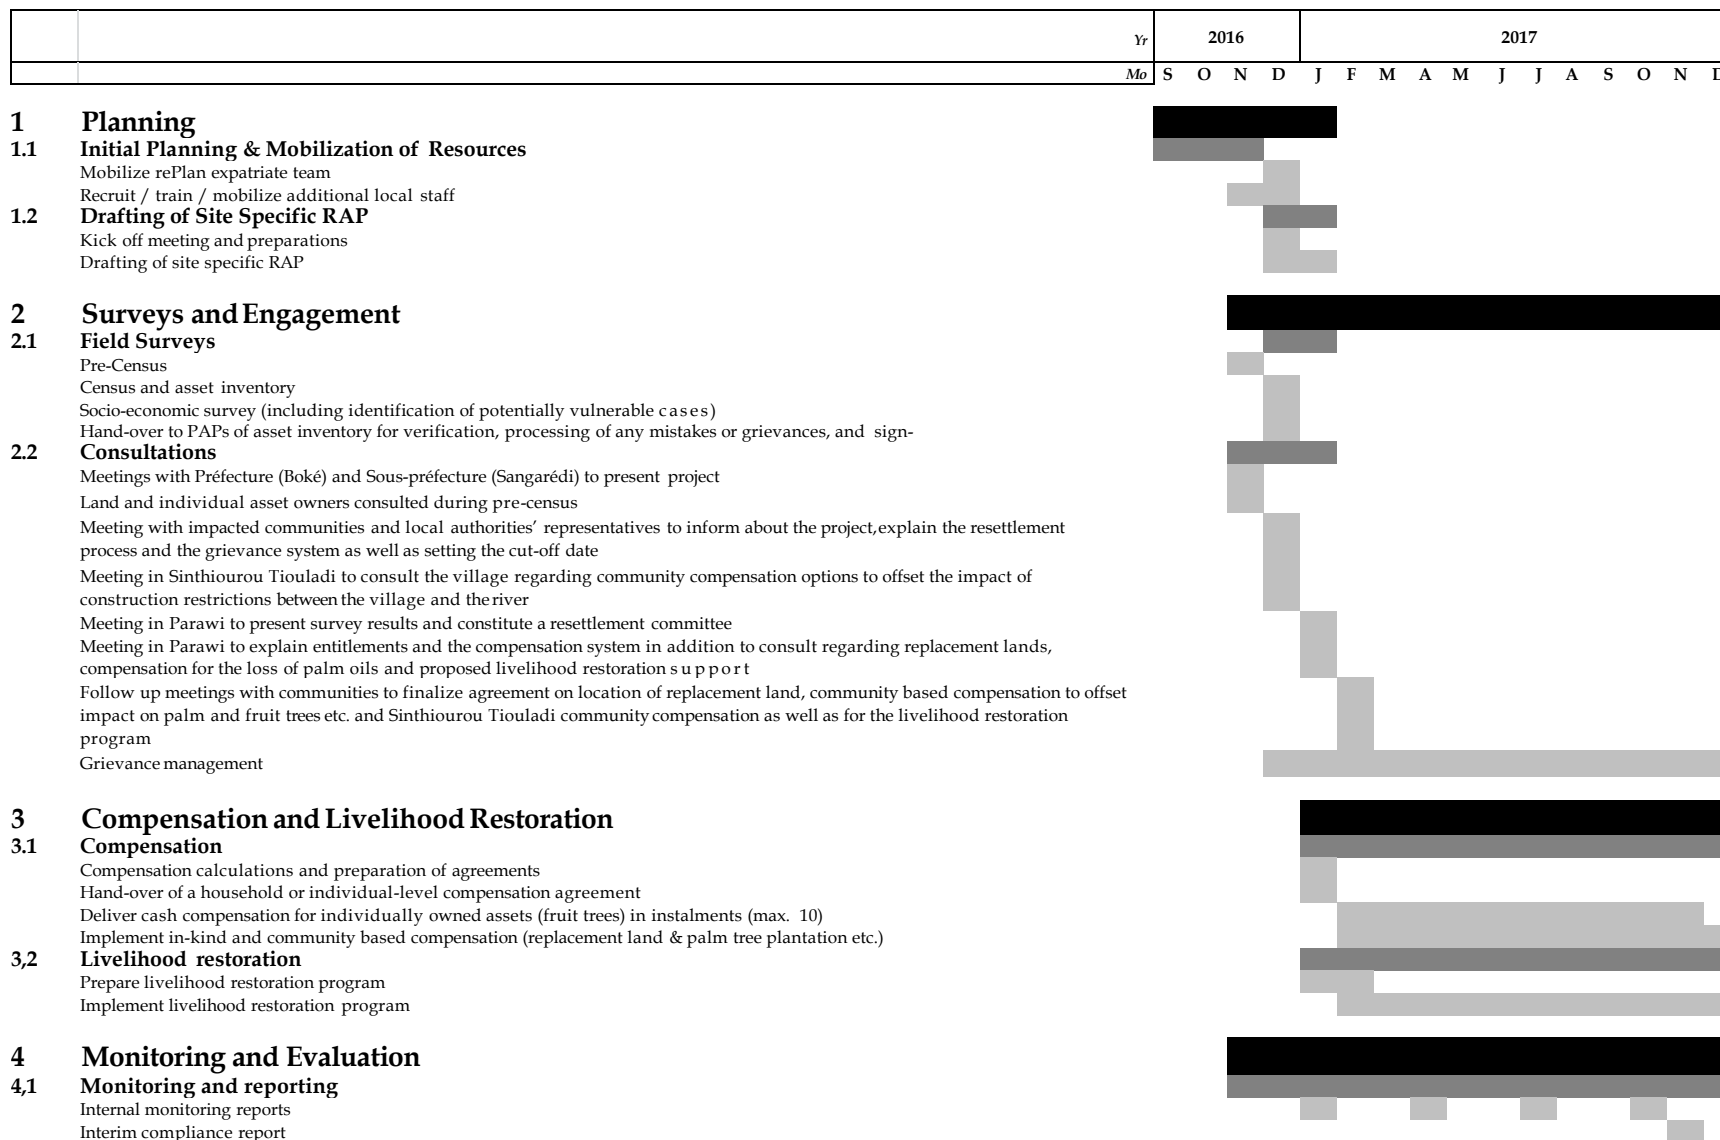 Yr 2016 2017
Mo S O N D J F M A M J J A S O N D
1 Planning
1.1 Initial Planning & Mobilization of Resources
Mobilize rePlan expatriate team
Recruit / train / mobilize additional local staff
1.2 Drafting of Site Specific RAP
Kick off meeting and preparations
Drafting of site specific RAP
2 Surveys and Engagement
2.1 Field Surveys
Pre-Census
Census and asset inventory
Socio-economic survey (including identification of potentially vulnerable cases)
Hand-over to PAPs of asset inventory for verification, processing of any mistakes or grievances, and sign-
2.2 Consultations
Meetings with Préfecture (Boké) and Sous-préfecture (Sangarédi) to present project
Land and individual asset owners consulted during pre-census
Meeting with impacted communities and local authorities’ representatives to inform about the project,explain the resettlement
process and the grievance system as well as setting the cut-off date
Meeting in Sinthiourou Tiouladi to consult the village regarding community compensation options to offset the impact of
construction restrictions between the village and the river
Meeting in Parawi to present survey results and constitute a resettlement committee
Meeting in Parawi to explain entitlements and the compensation system in addition to consult regarding replacement lands,
compensation for the loss of palm oils and proposed livelihood restoration support
Follow up meetings with communities to finalize agreement on location of replacement land, community based compensation to offset
impact on palm and fruit trees etc. and Sinthiourou Tiouladi community compensation as well as for the livelihood restoration
program
Grievance management
3 Compensation and Livelihood Restoration
3.1 Compensation
Compensation calculations and preparation of agreements
Hand-over of a household or individual-level compensation agreement
Deliver cash compensation for individually owned assets (fruit trees) in instalments (max. 10)
Implement in-kind and community based compensation (replacement land & palm tree plantation etc.)
3,2 Livelihood restoration
Prepare livelihood restoration program
Implement livelihood restoration program
4 Monitoring and Evaluation
4,1 Monitoring and reporting
Internal monitoring reports
Interim compliance report